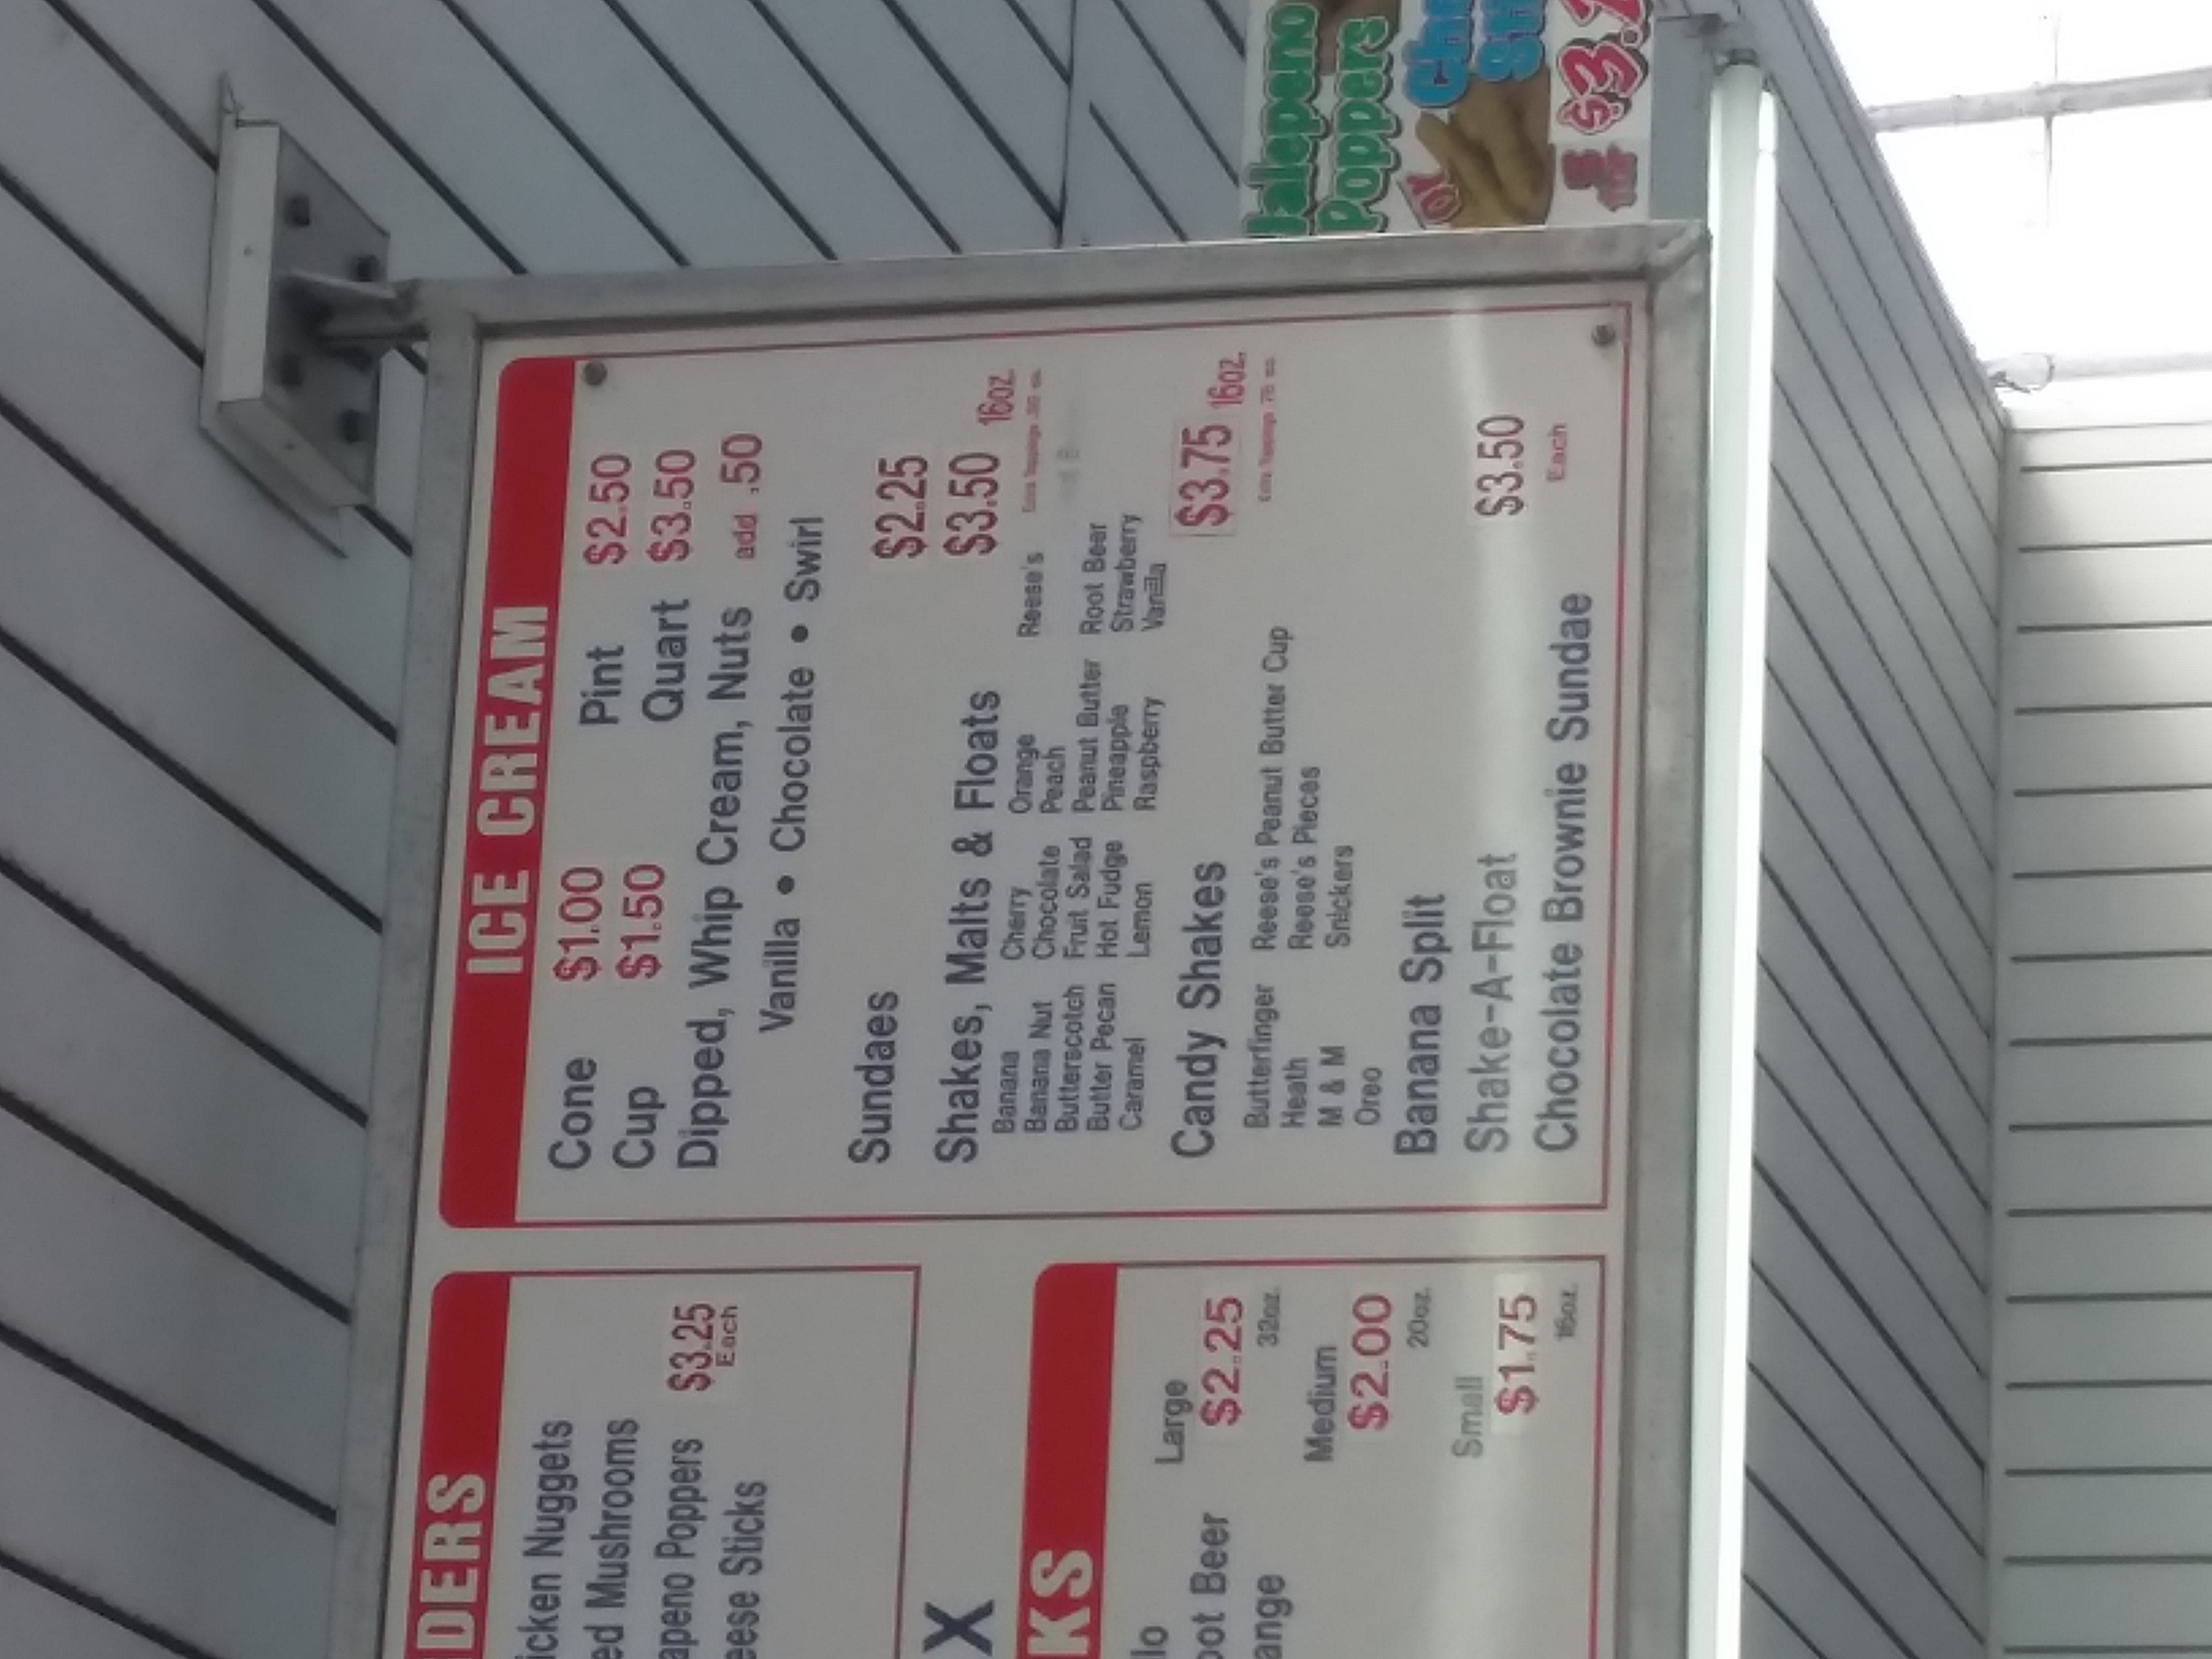 ICE CREAM
Cone $1.00 Pint $2.50
Cup $1.50 Quart $3.50
Dipped, Whip Cream, Nuts add .50
Vanilla • Chocolate • Swirl
Sundaes $2.25
Shakes, Malts & Floats $3.50 16oz.
Banana Cherry Orange Reese's
Banana Nut Chocolate Peach
Butterscotch Fruit Salad Peanut Butter Root Beer
Butter Pecan Hot Fudge Pineapple Strawberry
Caramel Lemon Raspberry Vanilla
Candy Shakes $3.75 16oz.
Butterfinger Reese's Peanut Butter Cup
Heath Reese's Pieces
M & M Snickers
Oreo
Banana Split
Shake-A-Float $3.50
Chocolate Brownie Sundae Each
DERS
icken Nuggets
ed Mushrooms
apeno Poppers $3.25
eese Sticks Each
X
KS
lo Large
oot Beer $2.25
ange 32oz.
Medium
$2.00
20oz.
Small
$1.75
16oz.
Jalepeno
Poppers
$3.